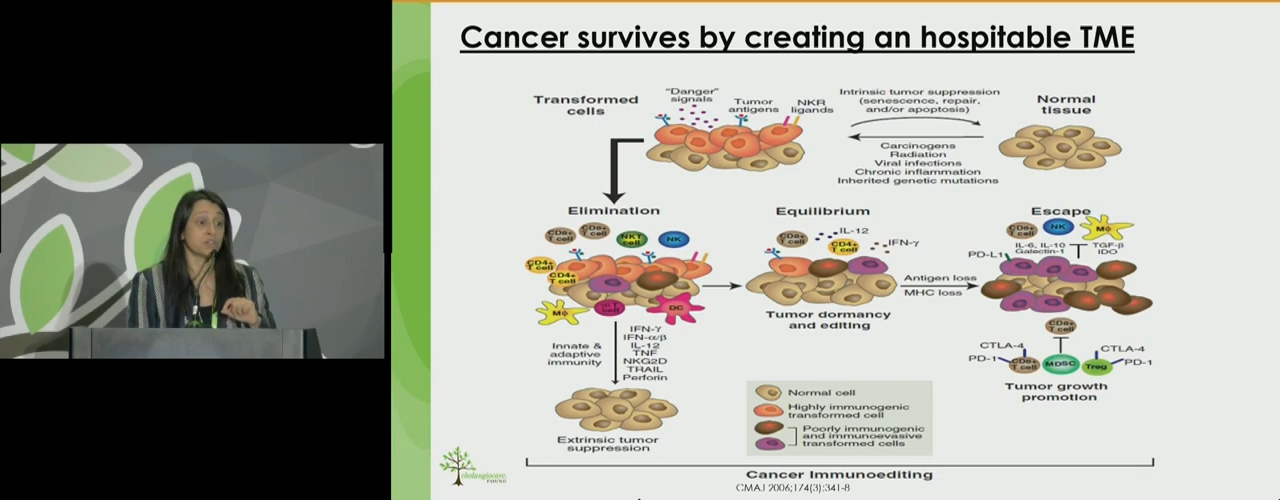 Cancer survives by creating an hospitable TME
Transformed
cells
"Danger"
signals
Tumor
antigens
NKR
ligands
Intrinsic tumor suppression
(senescence, repair,
and/or apoptosis)
Normal
tissue
Carcinogens
Radiation
Viral infections
Chronic inflammation
Inherited genetic mutations
Elimination
CD8+
T cell
CD8+
T cell
NKT
cell
NK
CD4+
T cell
CD4+
T cell
Mϕ
γδT
cell
DC
Innate &
adaptive
immunity
IFN-γ
IFN-α/β
IL-12
TNF
NKG2D
TRAIL
Perforin
Extrinsic tumor
suppression
Equilibrium
CD8+
T cell
IL-12
CD4+
T cell
IFN-γ
Tumor dormancy
and editing
Antigen loss
MHC loss
Escape
CD8+
T cell
NK
Mϕ
IL-6, IL-10
Galectin-1
TGF-β
IDO
PD-L1
CD8+
T cell
CTLA-4
PD-1
CD8+
T cell
MDSC
Treg
CTLA-4
PD-1
Tumor growth
promotion
Normal cell
Highly immunogenic
transformed cell
Poorly immunogenic
and immunoevasive
transformed cells
Cancer Immunoediting
CMAJ 2006;174(3):341-8